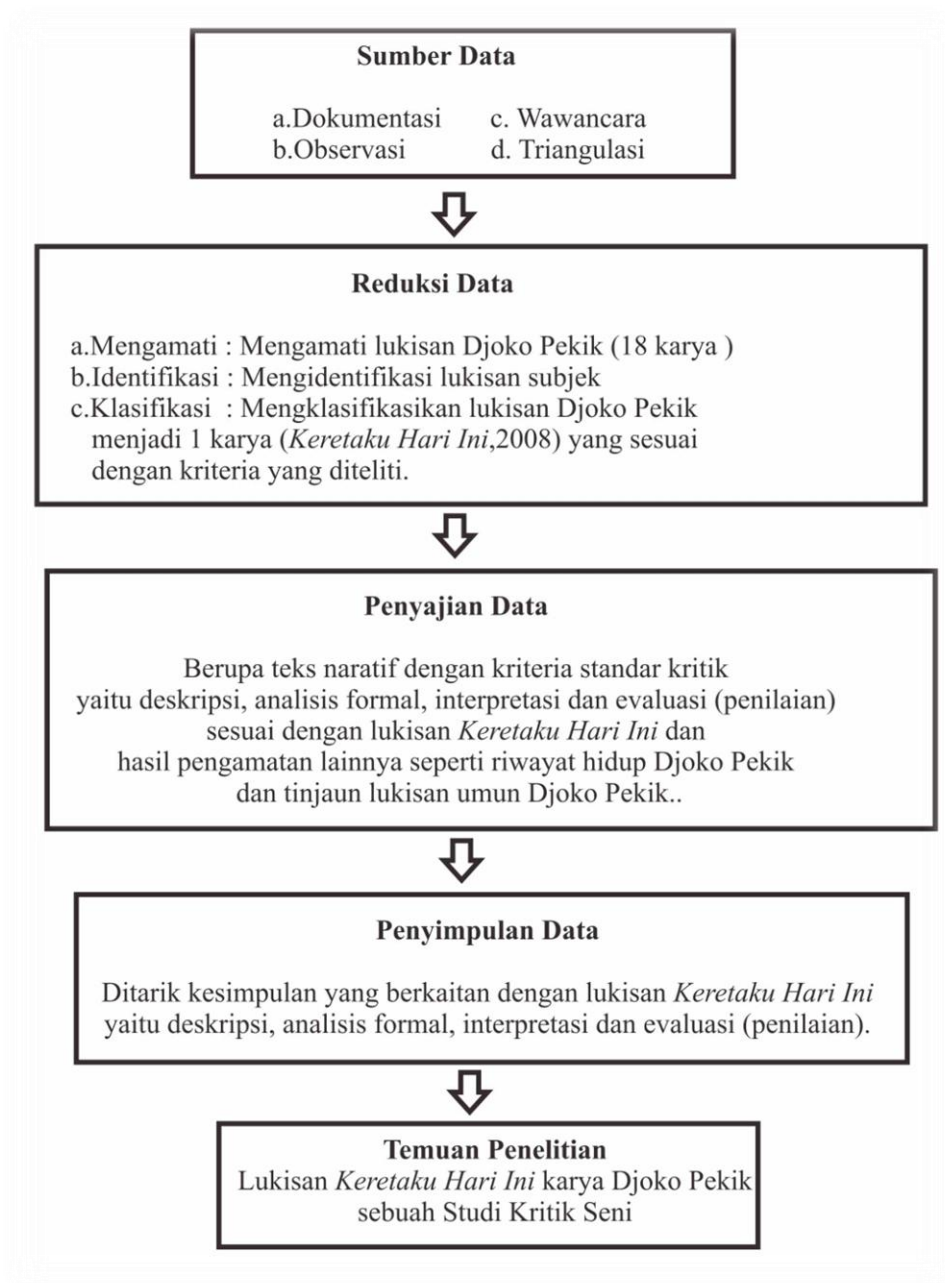 Sumber Data
a.Dokumentasi c. Wawancara
b.Observasi d. Triangulasi
Reduksi Data
a.Mengamati : Mengamati lukisan Djoko Pekik (18 karya )
b.Identifikasi : Mengidentifikasi lukisan subjek
c.Klasifikasi : Mengklasifikasikan lukisan Djoko Pekik
menjadi 1 karya (Keretaku Hari Ini,2008) yang sesuai
dengan kriteria yang diteliti.
Penyajian Data
Berupa teks naratif dengan kriteria standar kritik
yaitu deskripsi, analisis formal, interpretasi dan evaluasi (penilaian)
sesuai dengan lukisan Keretaku Hari Ini dan
hasil pengamatan lainnya seperti riwayat hidup Djoko Pekik
dan tinjaun lukisan umun Djoko Pekik..
Penyimpulan Data
Ditarik kesimpulan yang berkaitan dengan lukisan Keretaku Hari Ini
yaitu deskripsi, analisis formal, interpretasi dan evaluasi (penilaian).
Temuan Penelitian
Lukisan Keretaku Hari Ini karya Djoko Pekik
sebuah Studi Kritik Seni